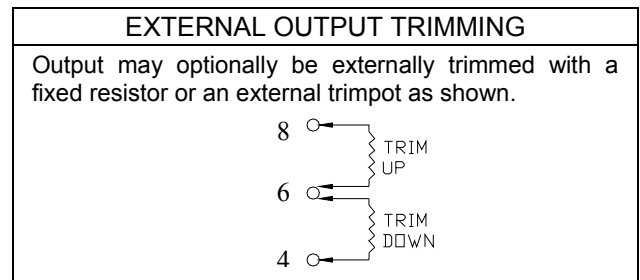 EXTERNAL OUTPUT TRIMMING
Output may optionally be externally trimmed with a
fixed resistor or an external trimpot as shown.
8
TRIM
UP
6
TRIM
DOWN
4